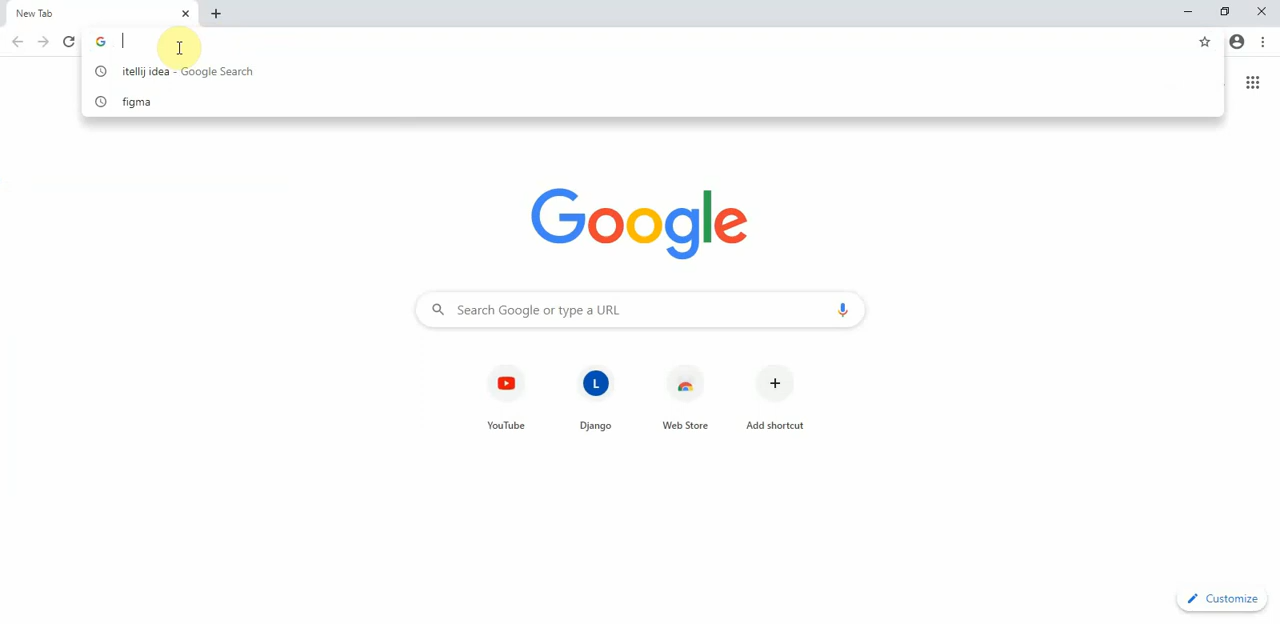 New Tab
itellij idea - Google Search
figma
Google
Search Google or type a URL
L
YouTube
Django
Web Store
Add shortcut
Customize